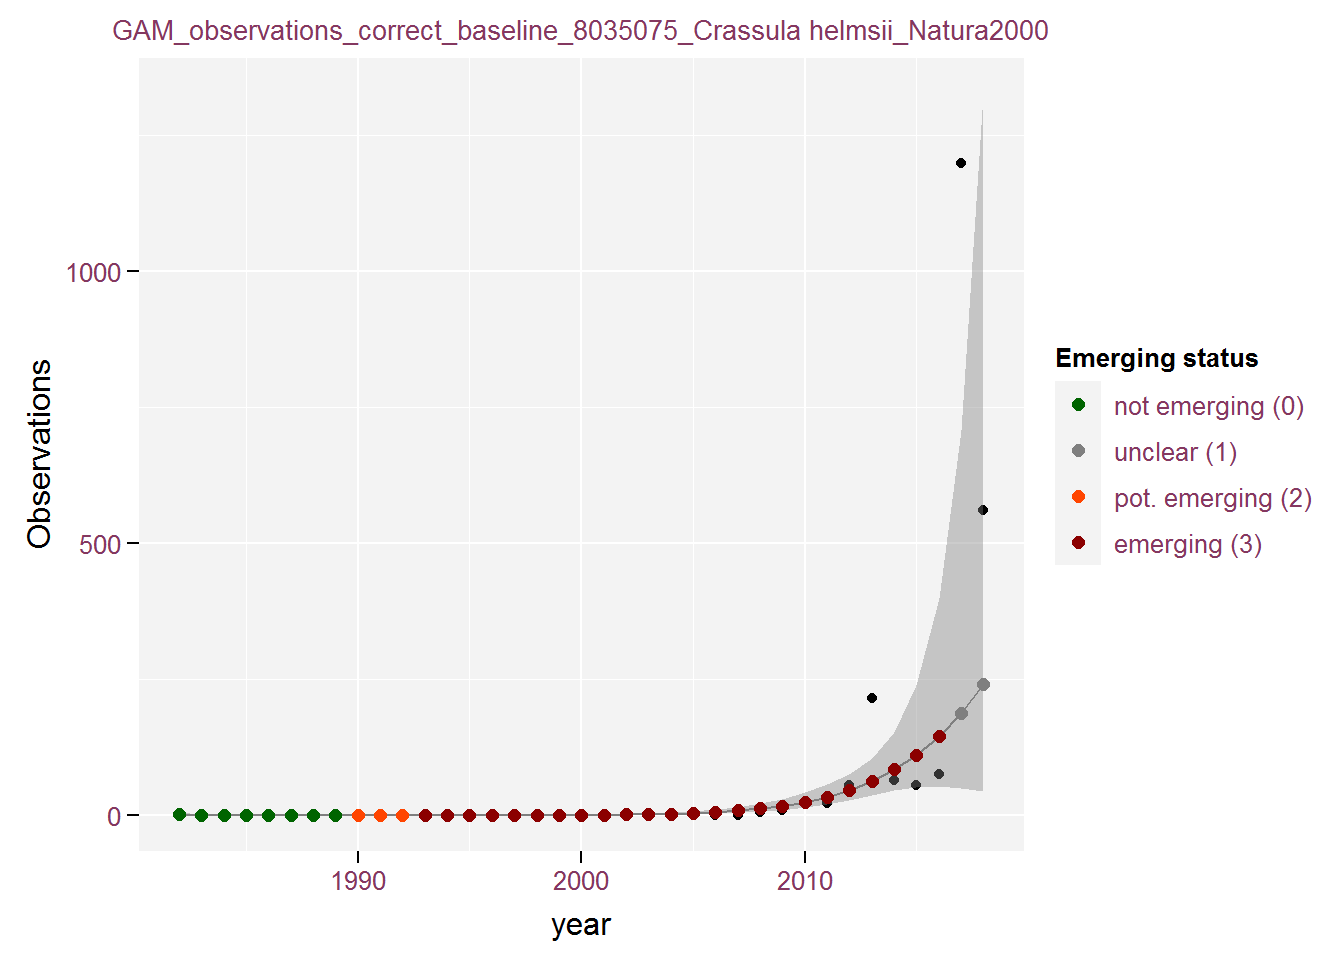 GAM_observations_correct_baseline_8035075_Crassula helmsii_Natura2000
Observations
1000
500
0
1990
2000
2010
year
Emerging status
not emerging (0)
unclear (1)
pot. emerging (2)
emerging (3)